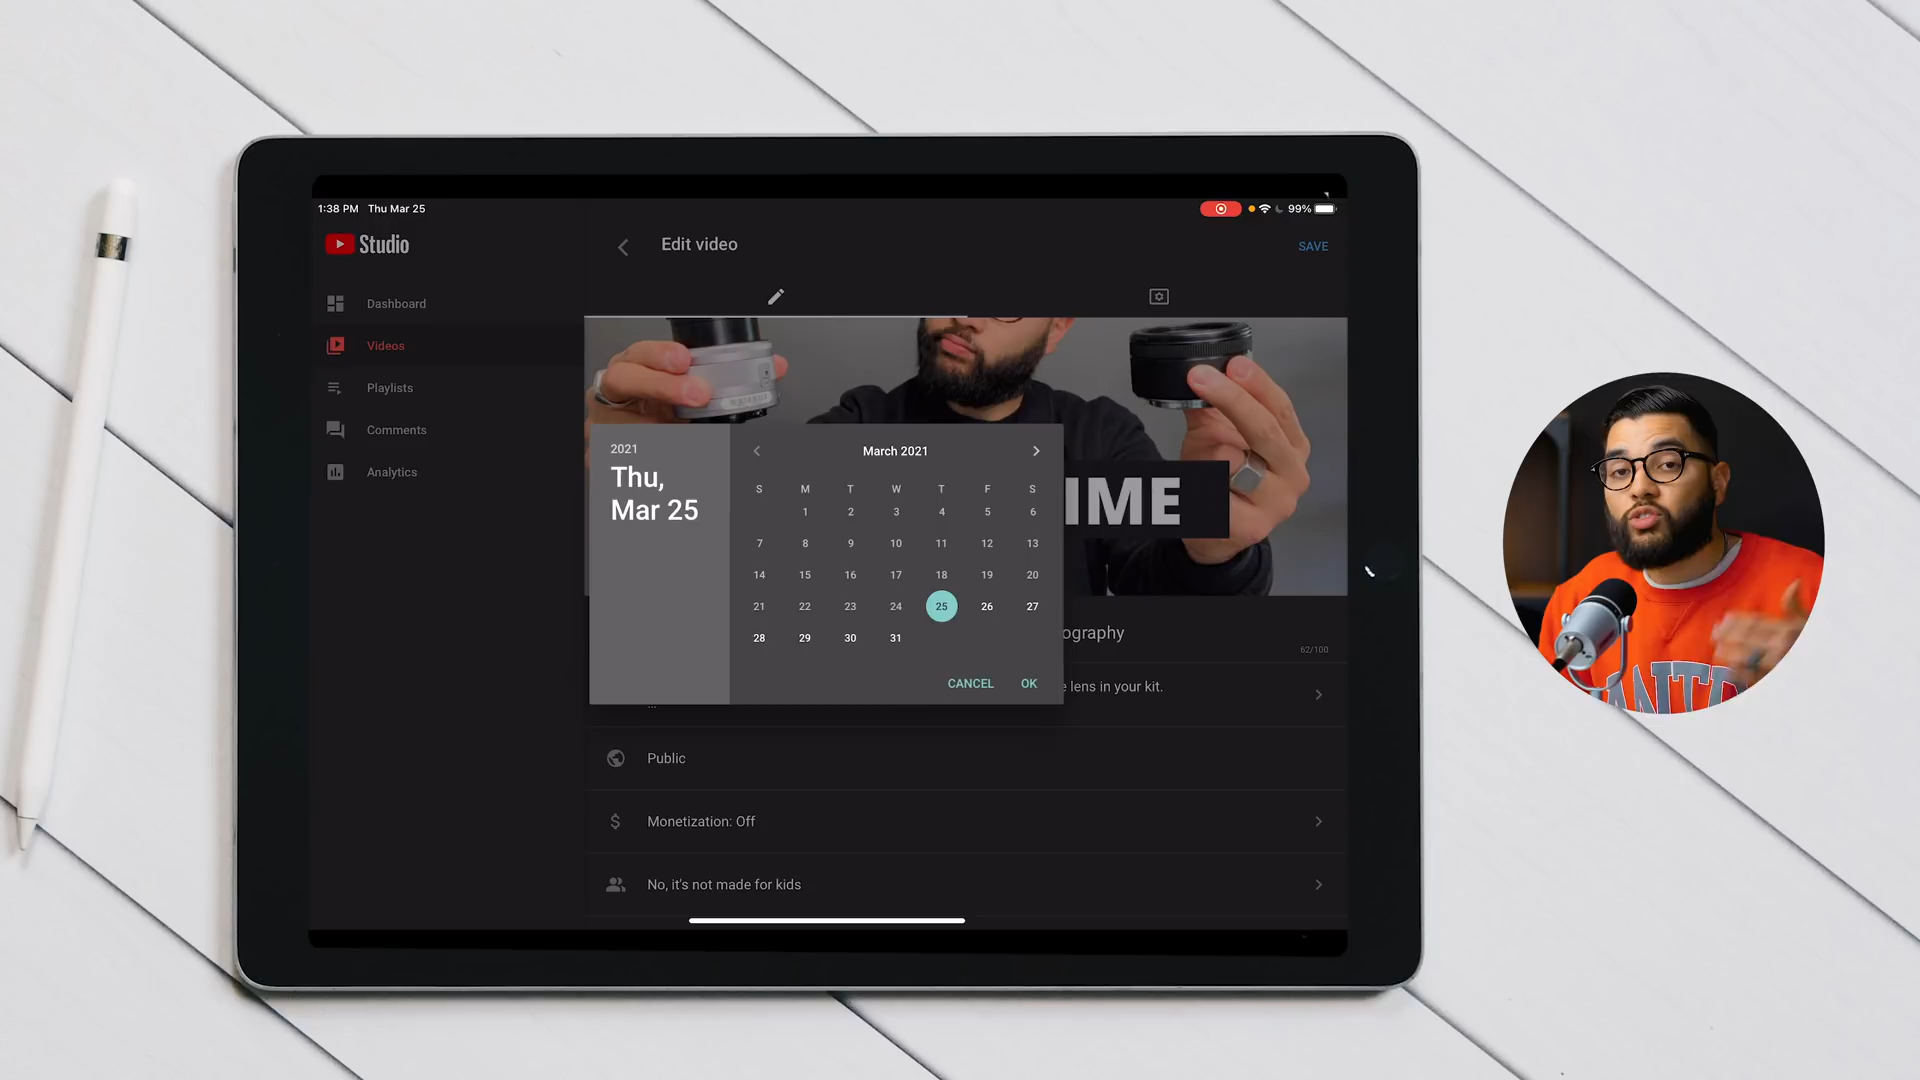 1:38 PM Thu Mar 25
99%
Studio
Dashboard
Videos
Playlists
Comments
Analytics
Edit video
SAVE
IME
2021
Thu,
Mar 25
March 2021
S M T W T F S
1 2 3 4 5 6
7 8 9 10 11 12 13
14 15 16 17 18 19 20
21 22 23 24 25 26 27
28 29 30 31
CANCEL OK
ography
62/100
e lens in your kit.
...
Public
Monetization: Off
No, it's not made for kids